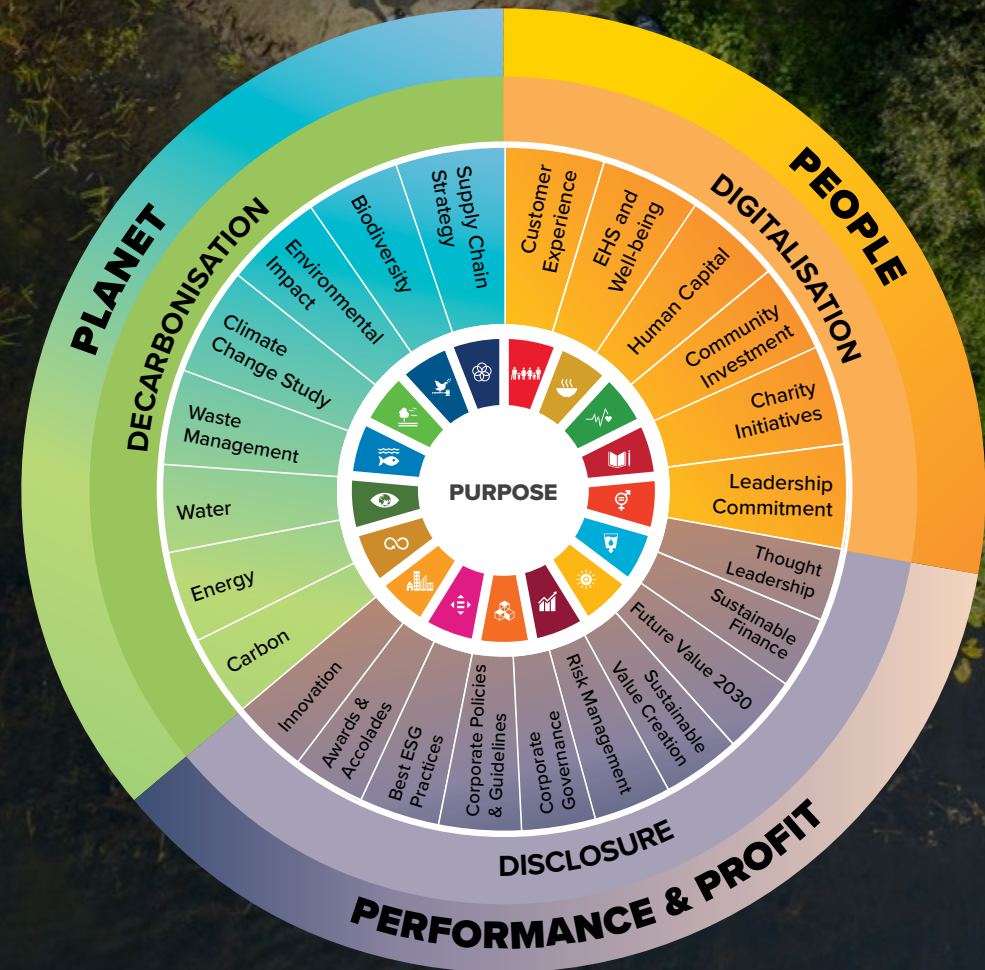 PLANET
DECARBONISATION
PEOPLE
DIGITALISATION
PERFORMANCE & PROFIT
DISCLOSURE
PURPOSE
Customer
Experience
EHS and
Well-being
Human Capital
Community
Investment
Charity
Initiatives
Leadership
Commitment
Thought
Leadership
Sustainable
Finance
Future Value 2030
Sustainable
Value Creation
Risk Management
Corporate
Governance
Corporate Policies
& Guidelines
Best ESG
Practices
Awards &
Accolades
Innovation
Carbon
Energy
Water
Waste
Management
Climate
Change Study
Environmental
Impact
Biodiversity
Supply Chain
Strategy